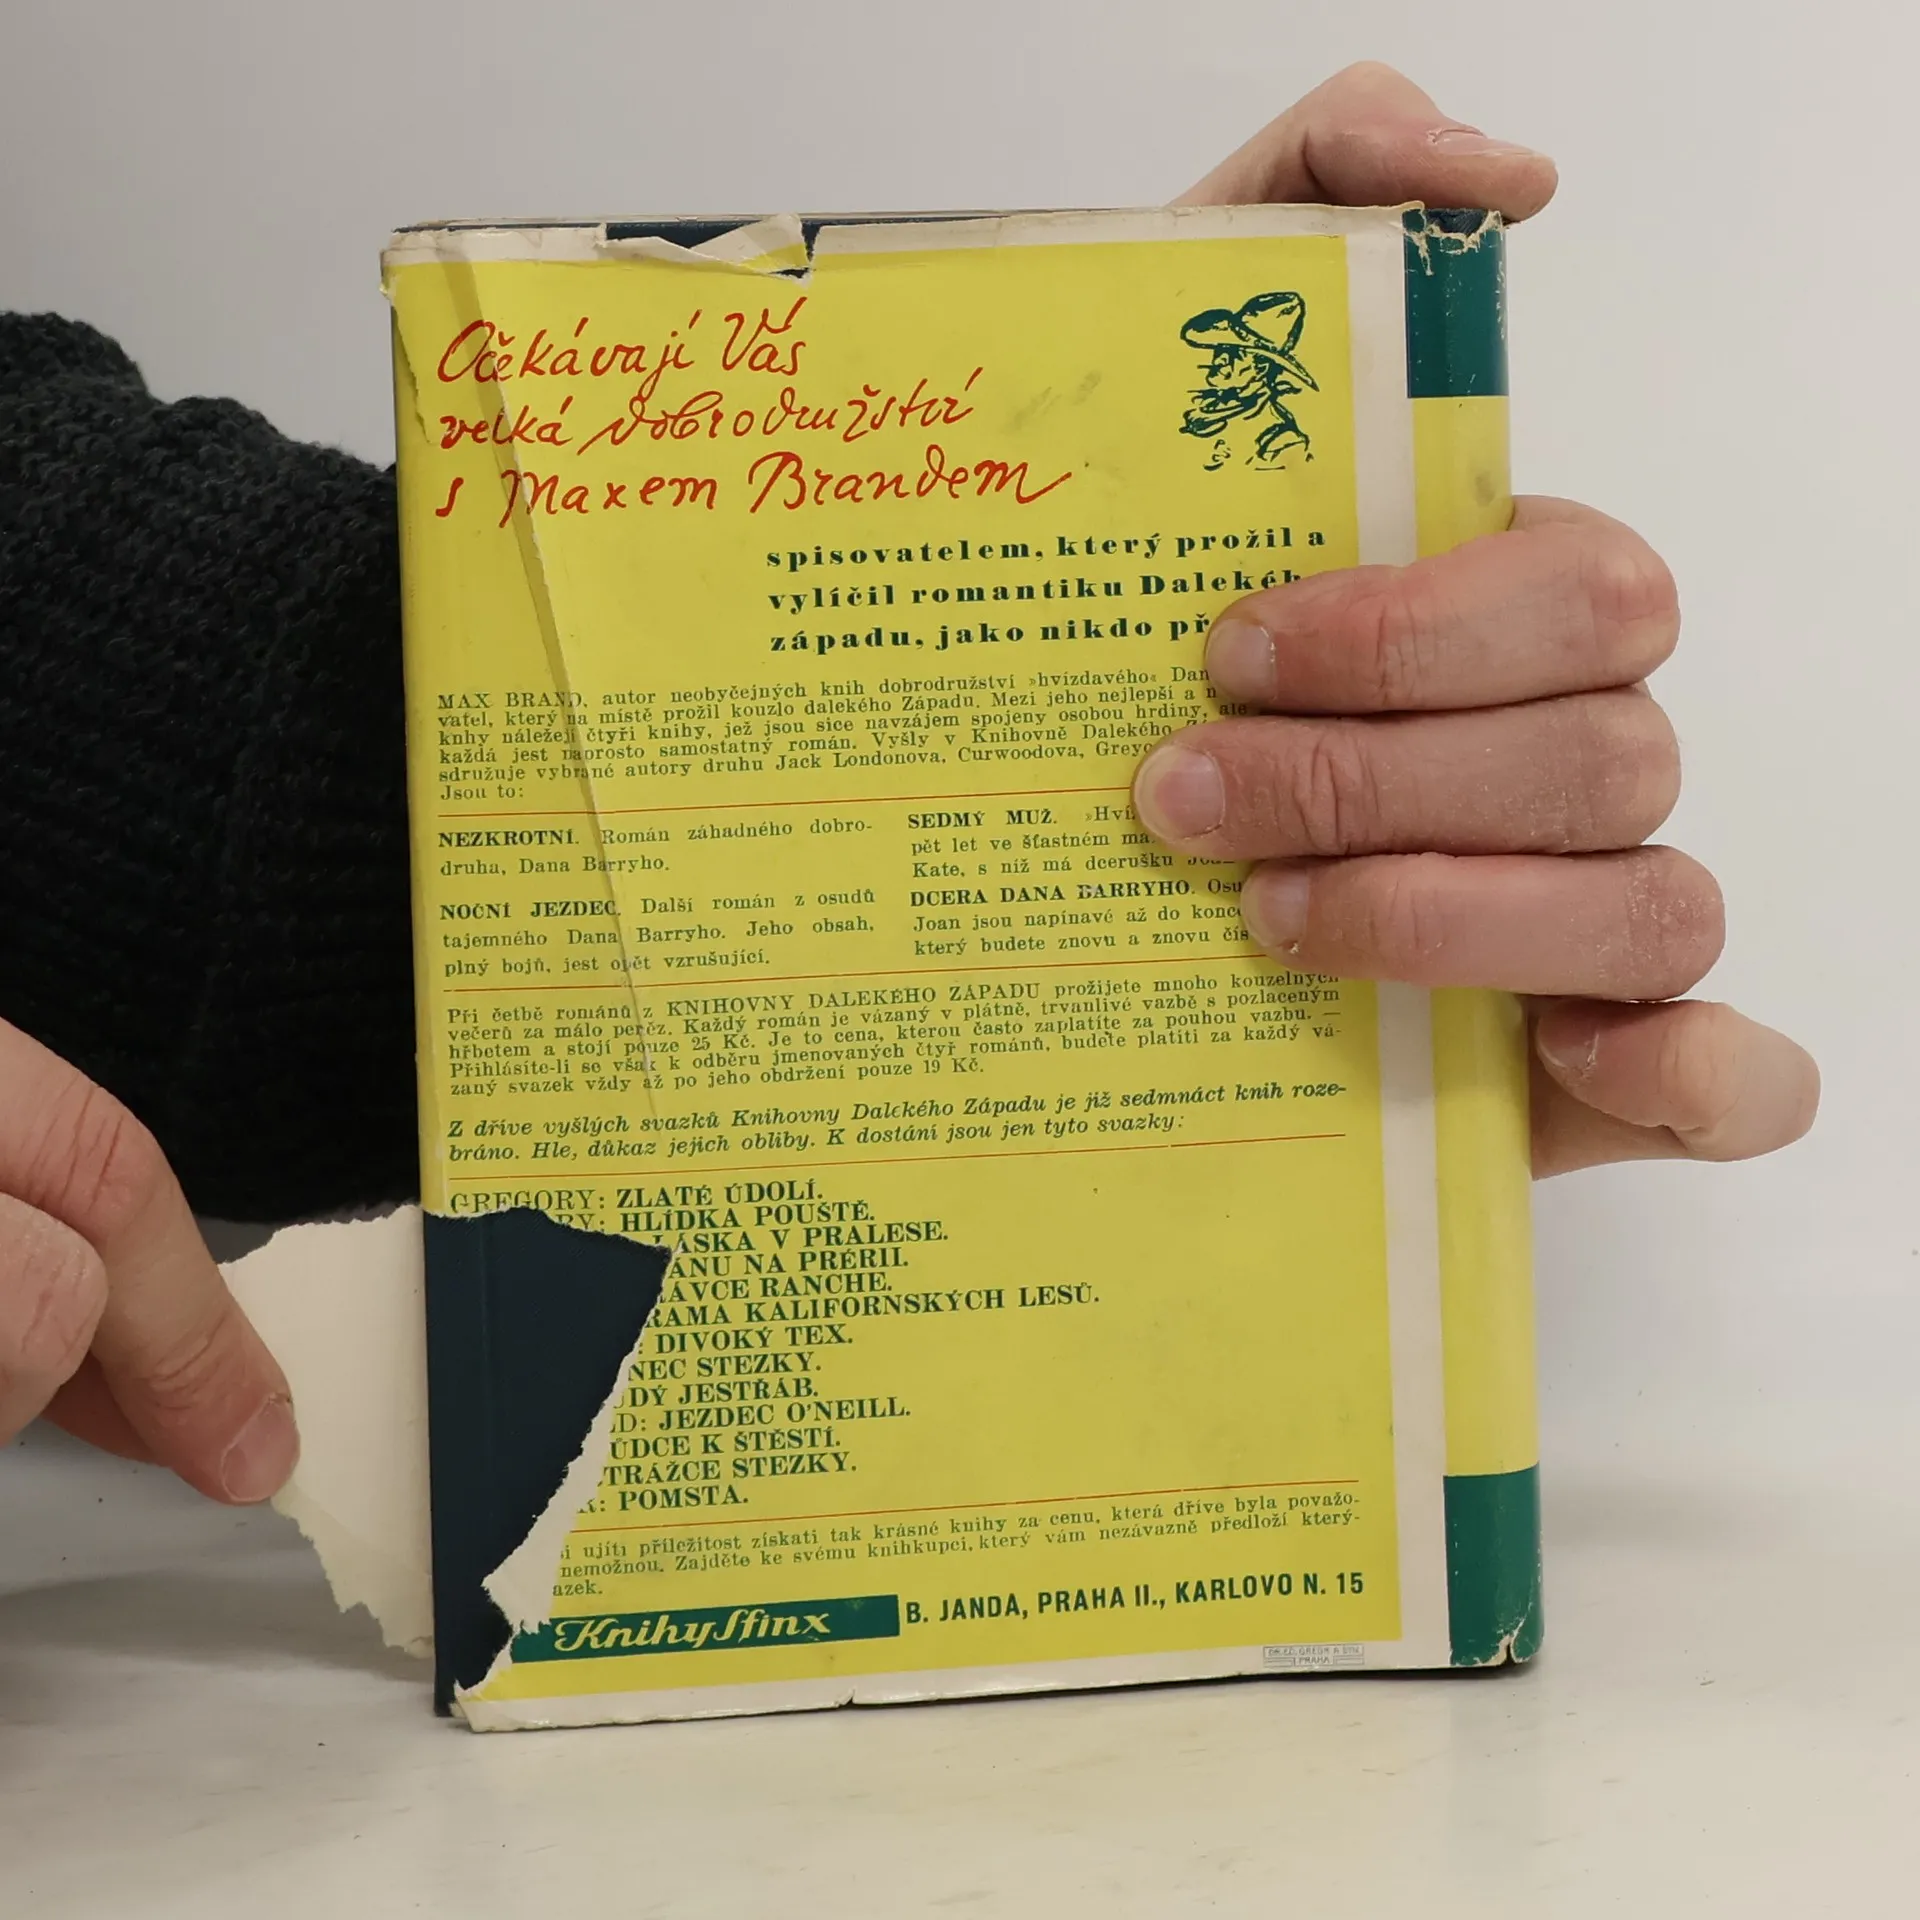 Očekávají Vás
velká dobrodružství
s Maxem Brandem
spisovatelem, který prožil a
vylíčil romantiku
západu, jako nikdo
MAX BRAND, autor neobyčejných knih dobrodružství »hvízdavého«
vatel, který na místě prožil kouzlo dalekého Západu. Mezi jeho nejlepší a
knhy náležejí čtyři knihy, jež jsou sice navzájem spojeny osobou hrdiny, ale
každá jest naprosto samostatný román. Vyšly v Knihovně Dalekého
sdružuje vybrané autory druhu Jack Londonova, Curwoodova,
Jsou to:
NEZKROTNÍ. Román záhadného dobro-
druha, Dana Barryho.
NOČNÍ JEZDEC. Další román z osudů
tajemného Dana Barryho. Jeho obsah,
plný bojů, jest opět vzrušující.
SEDMÝ MUŽ.
pět let ve šťastném
Kate, s níž má dcerušku
DCERA DANA BARRYHO.
Joan jsou napínavé až do
který budete znovu a znovu
Při četbě románů z KNIHOVNY DALEKÉHO ZÁPADU prožijete mnoho kouzelných
večerů za málo peněz. Každý román je vázaný v plátně, trvanlivé vazbě s pozlaceným
hřbetem a stojí pouze 25 Kč. Je to cena, kterou často zaplatíte za pouhou vazbu. —
Přihlásíte-li se však k odběru jmenovaných čtyř románů, budete platiti za každý vá-
zaný svazek vždy až po jeho obdržení pouze 19 Kč.
Z dříve vyšlých svazků Knihovny Dalekého Západu je již sedmnáct knih roze-
bráno. Hle, důkaz jejich obliby. K dostání jsou jen tyto svazky:
GREGORY: ZLATÉ ÚDOLÍ.
HLÍDKA POUŠTĚ.
LÁSKA V PRALESE.
NA PRÉRII.
RANCHE.
KALIFORNSKÝCH LESŮ.
DIVOKÝ TEX.
STEZKY.
JESTŘÁB.
JEZDEC O'NEILL.
K ŠTĚSTÍ.
STEZKY.
POMSTA.
ujíti příležitost získati tak krásné knihy za cenu, která dříve byla považo-
nemožnou. Zajděte ke svému knihkupci, který vám nezávazně předloží který-
Knihy Sfinx B. JANDA, PRAHA II., KARLOVO N. 15
PRAHA